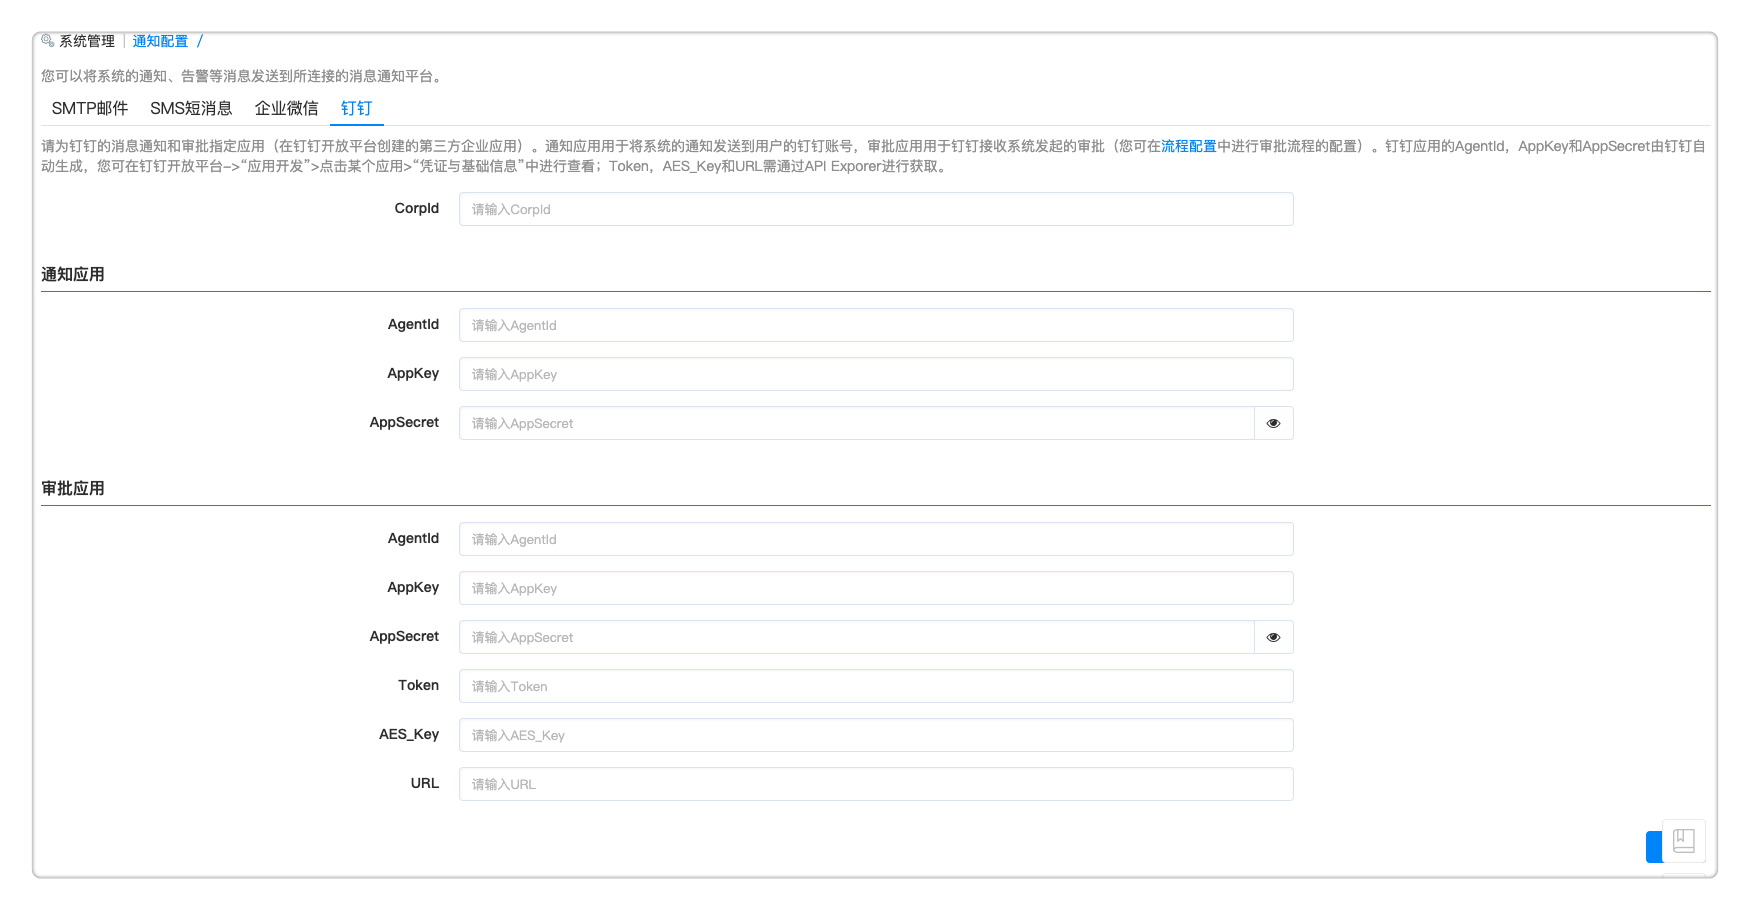 系统管理 | 通知配置 /
您可以将系统的通知、告警等消息发送到所连接的消息通知平台。
SMTP邮件 SMS短消息 企业微信 钉钉
请为钉钉的消息通知和审批指定应用（在钉钉开放平台创建的第三方企业应用）。通知应用用于将系统的通知发送到用户的钉钉账号，审批应用用于钉钉接收系统发起的审批（您可在流程配置中进行审批流程的配置）。钉钉应用的AgentId，AppKey和AppSecret由钉钉自
动生成，您可在钉钉开放平台->“应用开发”>点击某个应用>“凭证与基础信息”中进行查看；Token，AES_Key和URL需通过API Exporer进行获取。
CorpId 请输入CorpId
通知应用
AgentId 请输入AgentId
AppKey 请输入AppKey
AppSecret 请输入AppSecret
审批应用
AgentId 请输入AgentId
AppKey 请输入AppKey
AppSecret 请输入AppSecret
Token 请输入Token
AES_Key 请输入AES_Key
URL 请输入URL